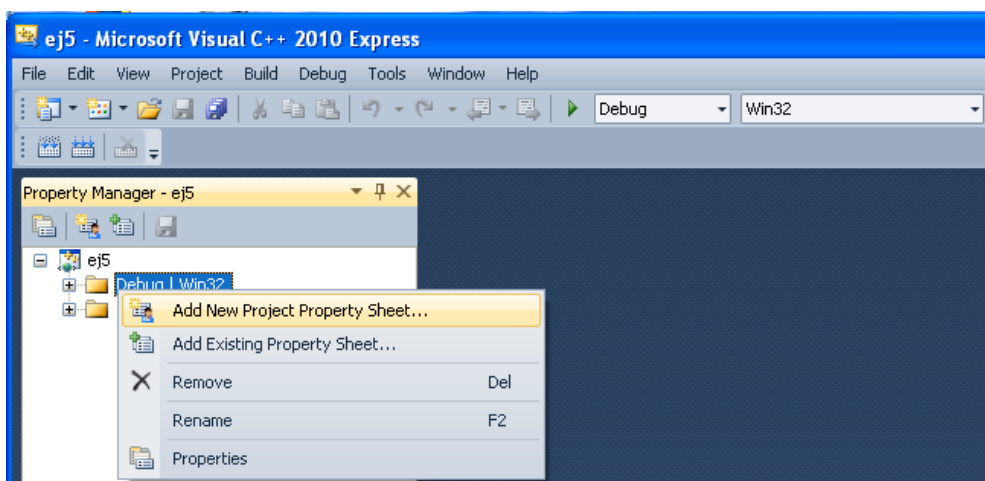 ej5 - Microsoft Visual C++ 2010 Express
File Edit View Project Build Debug Tools Window Help
Debug Win32
Property Manager - ej5
ej5
Debug | Win32
Add New Project Property Sheet...
Add Existing Property Sheet...
Remove Del
Rename F2
Properties